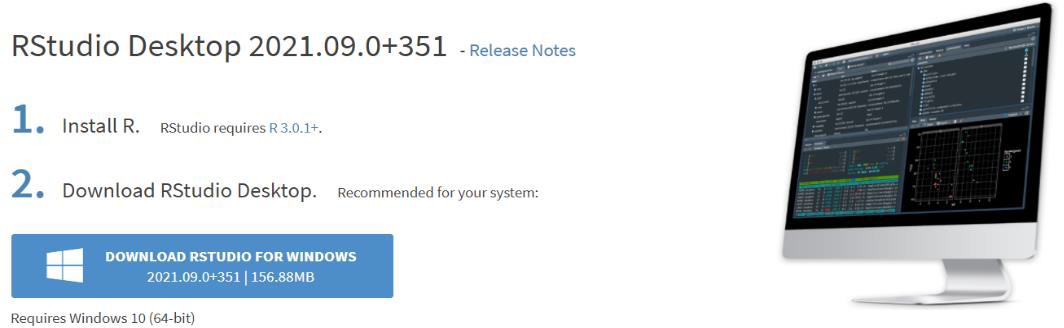 RStudio Desktop 2021.09.0+351 - Release Notes
1. Install R. RStudio requires R 3.0.1+.
2. Download RStudio Desktop. Recommended for your system:
DOWNLOAD RSTUDIO FOR WINDOWS
2021.09.0+351 | 156.88MB
Requires Windows 10 (64-bit)